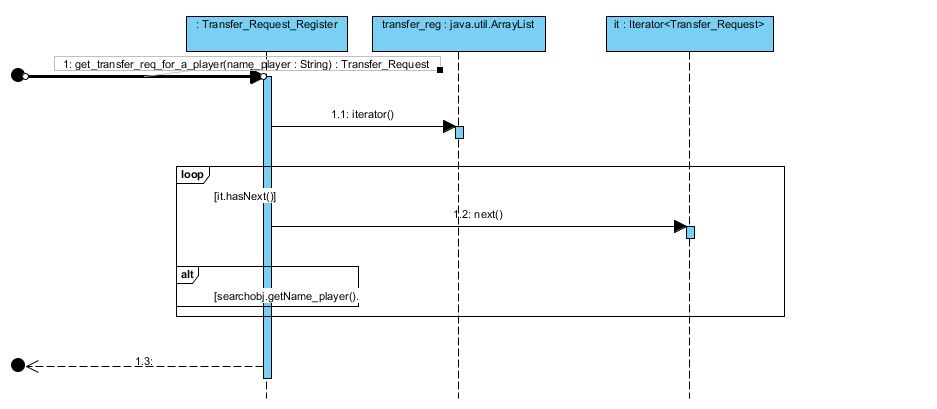 : Transfer_Request_Register
transfer_reg : java.util.ArrayList
it : Iterator<Transfer_Request>
1: get_transfer_req_for_a_player(name_player : String) : Transfer_Request
1.1: iterator()
loop
[it.hasNext()]
1.2: next()
alt
[searchobj.getName_player().
1.3: